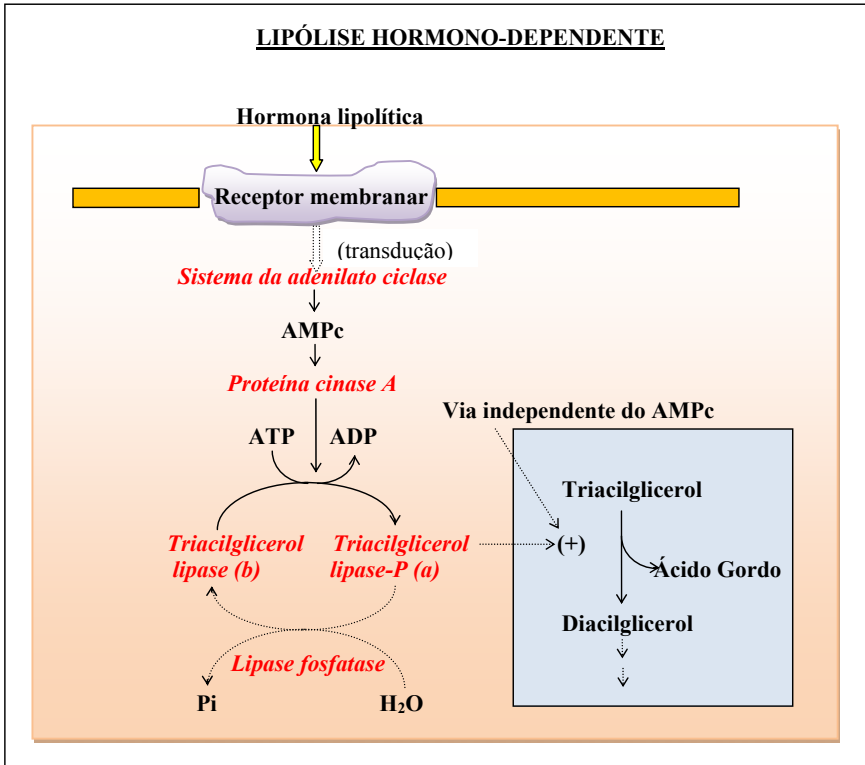 LIPÓLISE HORMONO-DEPENDENTE
Hormona lipolítica
Receptor membranar
(transdução)
Sistema da adenilato ciclase
AMPc
Proteína cinase A
Via independente do AMPc
ATP ADP
Triacilglicerol
Triacilglicerol
lipase (b)
Triacilglicerol
lipase-P (a)
(+)
Ácido Gordo
Diacilglicerol
Lipase fosfatase
Pi
H₂O